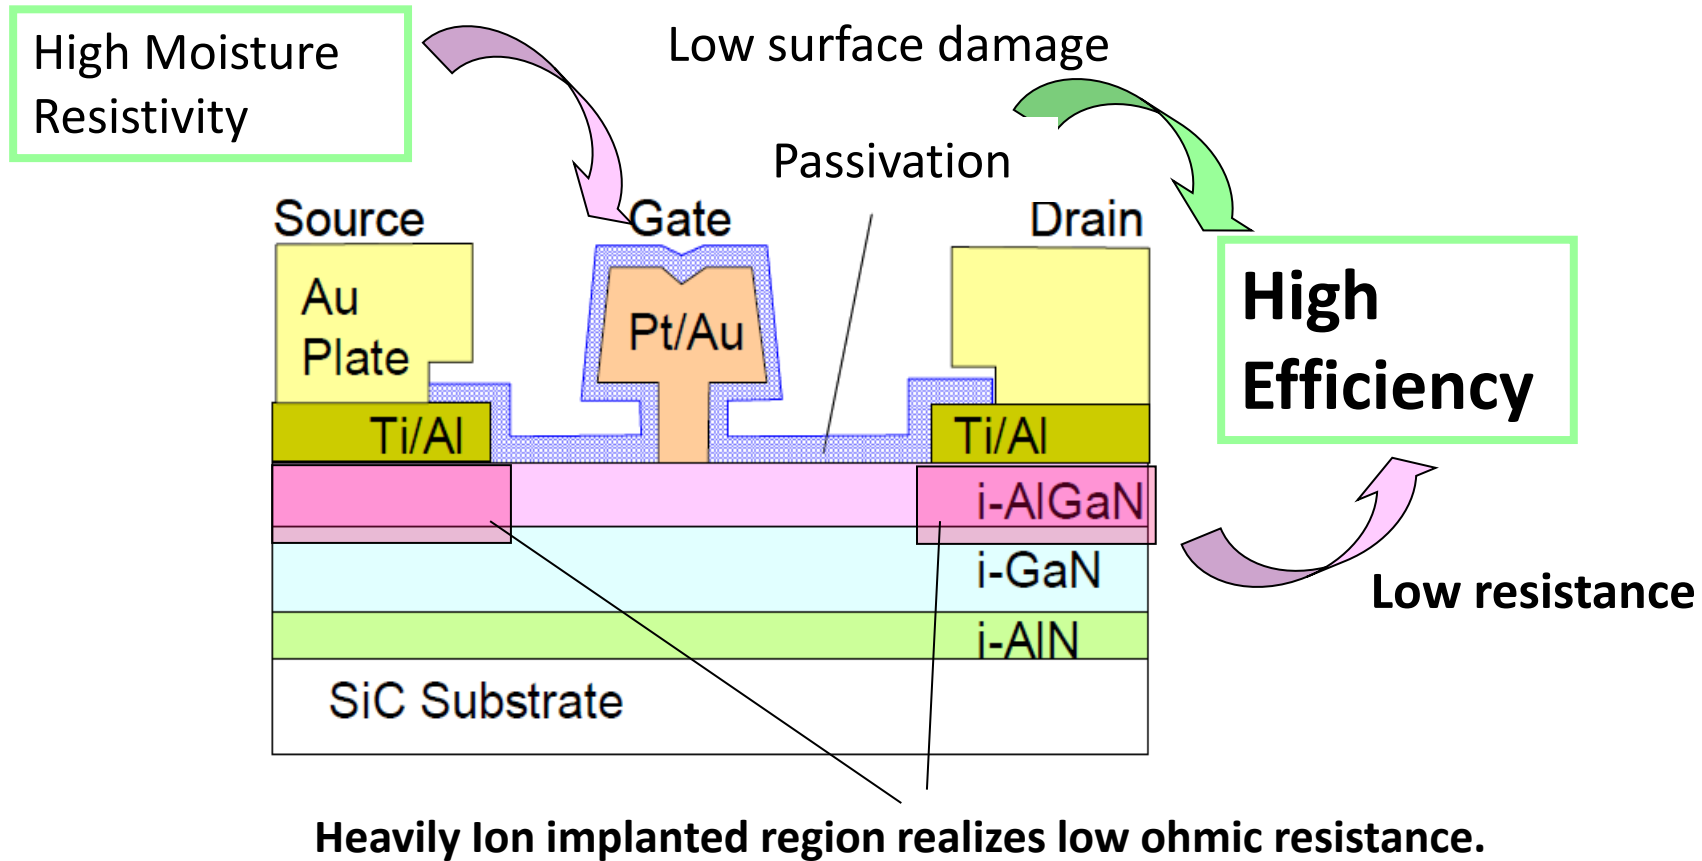 High Moisture
Resistivity
Low surface damage
Passivation
Source
Gate
Drain
Au
Plate
Pt/Au
High
Efficiency
Ti/Al
Ti/Al
i-AlGaN
i-GaN
Low resistance
i-AlN
SiC Substrate
Heavily Ion implanted region realizes low ohmic resistance.